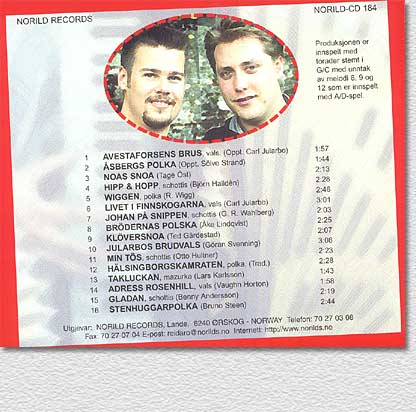 NORILD RECORDS
NORILD-CD 184
Produksjonen er
innspelt med
torader stemt i
G/C med unntak
av melodi 6, 9 og
12 som er innspelt
med A/D-spel.
1 AVESTAFORSENS BRUS, vals. (Oppt. Carl Jularbo) 1:57
2 ÅSBERGS POLSKA (Oppt. Sölve Strand) 1:44
3 NOAS SNOA (Tage Öst) 2:13
4 HIPP & HOPP, schottis (Björn Halldén) 2:28
5 WIGGEN, polka (R. Wigg) 2:46
6 LIVET I FINNSKOGARNA, vals (Carl Jularbo) 3:01
7 JOHAN PÅ SNIPPEN, schottis (G. R. Wahlberg) 2:03
8 BRÖDERNAS POLSKA (Åke Lindqvist) 2:25
9 KLÖVERSNOA (Ted Gärdestad) 2:07
10 JULARBOS BRUDVALS (Göran Svenning) 3:06
11 MIN TÖS, schottis (Otto Hultner) 2:23
12 HÄLSINGBORGSKAMRATEN, polka. (Trad.) 2:28
13 TAKLUCKAN, mazurka (Lars Karlsson) 1:43
14 ADRESS ROSENHILL, vals (Vaughn Horton) 1:58
15 GLADAN, schottis (Benny Andersson) 2:19
16 STENHUGGARPOLKA (Bruno Steen) 2:44
Utgjevar: NORILD RECORDS, Lande, 6240 ØRSKOG - NORWAY Telefon: 70 27 03 06
Fax: 70 27 07 04 E-post: reidaro@norilds.no Internett: http://www.norilds.no